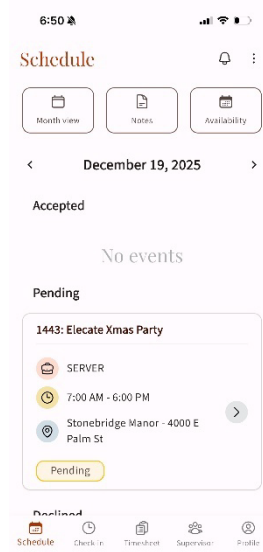 6:50
Schedule
Month view
Notes
Availability
December 19, 2025
Accepted
No events
Pending
1443: Elecate Xmas Party
SERVER
7:00 AM - 6:00 PM
Stonebridge Manor - 4000 E
Palm St
Pending
Declined
Schedule
Check In
Timesheet
Supervisor
Profile